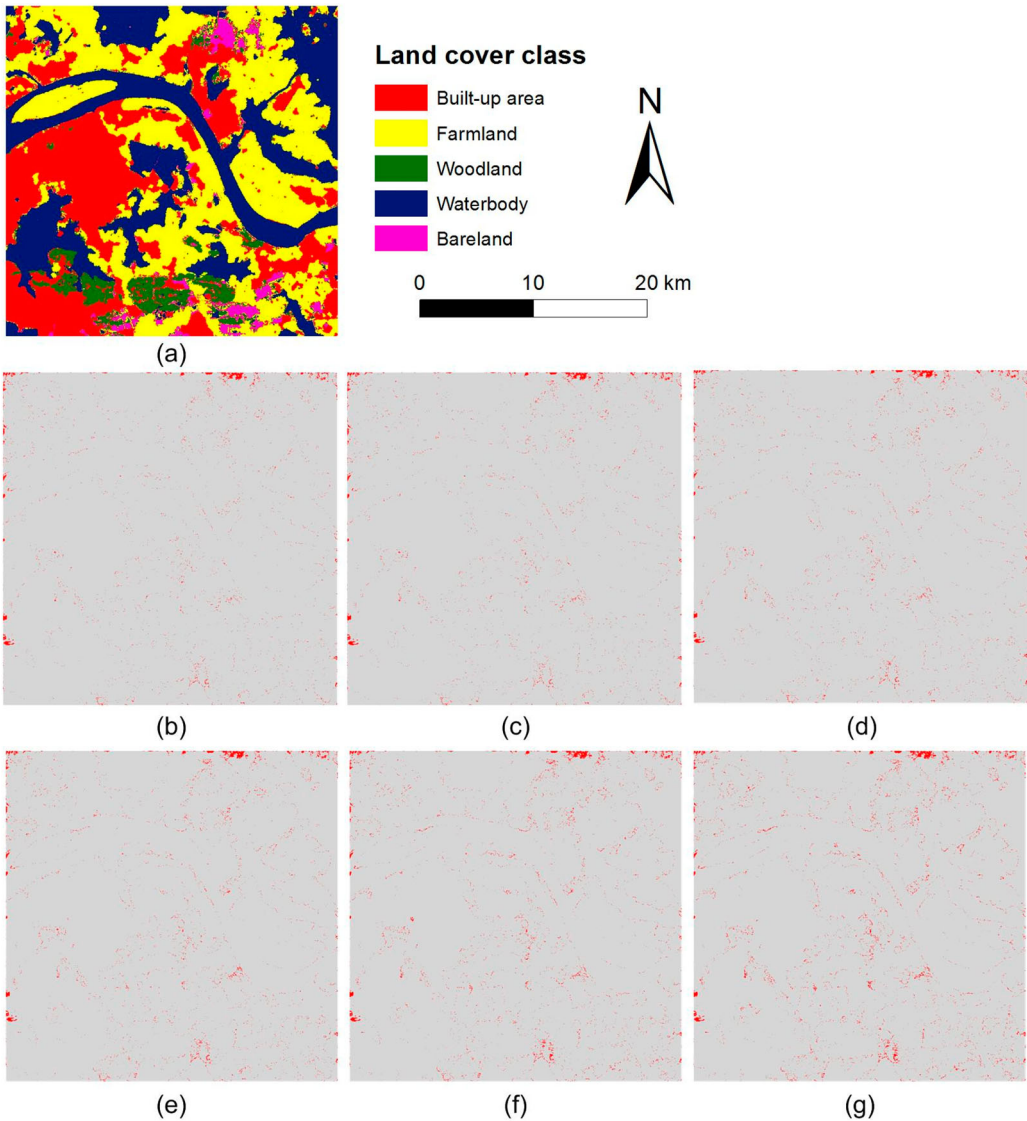 Land cover class
Built-up area
Farmland
Woodland
Waterbody
Bareland
N
0 10 20 km
(a)
(b) (c) (d)
(e) (f) (g)